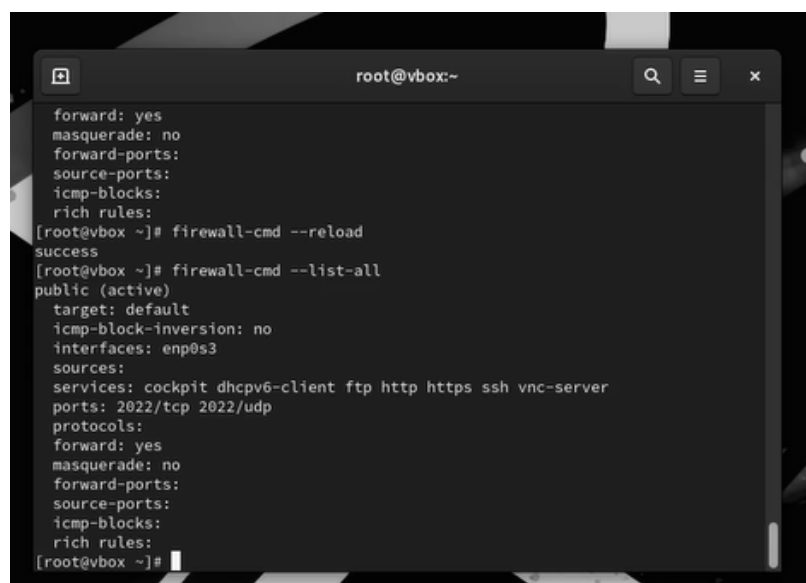 root@vbox:~
forward: yes
masquerade: no
forward-ports:
source-ports:
icmp-blocks:
rich rules:
[root@vbox ~]# firewall-cmd --reload
success
[root@vbox ~]# firewall-cmd --list-all
public (active)
target: default
icmp-block-inversion: no
interfaces: enp0s3
sources:
services: cockpit dhcpv6-client ftp http https ssh vnc-server
ports: 2022/tcp 2022/udp
protocols:
forward: yes
masquerade: no
forward-ports:
source-ports:
icmp-blocks:
rich rules:
[root@vbox ~]#